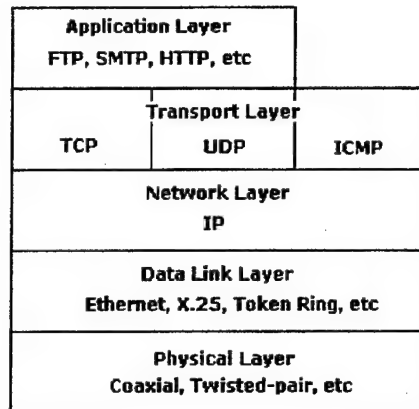 Application Layer
FTP, SMTP, HTTP, etc
Transport Layer
TCP UDP ICMP
Network Layer
IP
Data Link Layer
Ethernet, X.25, Token Ring, etc
Physical Layer
Coaxial, Twisted-pair, etc